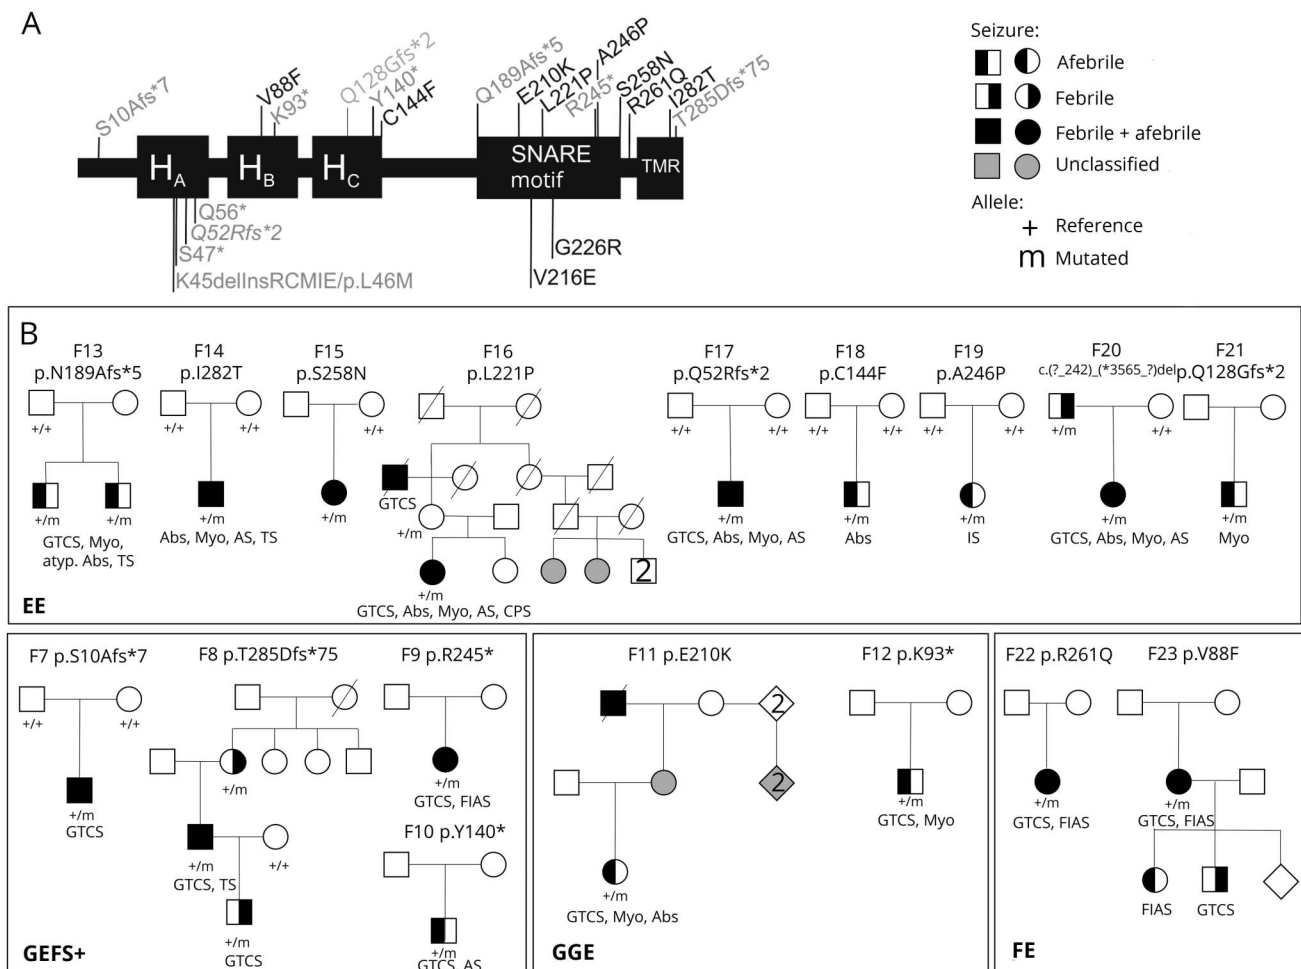 A
S10Afs*7
V88F
K93*
Q128Gfs*2
Y140*
C144F
Q189Afs*5
E210K
L221P
R245*
A246P
S258N
R261Q
I282T
T285Dfs*75
HA
HB
HC
SNARE
motif
TMR
Q56*
Q52Rfs*2
S47*
K45delInsRCMIE/p.L46M
G226R
V216E
Seizure:
Afebrile
Febrile
Febrile + afebrile
Unclassified
Allele:
+ Reference
m Mutated
B
F13
p.N189Afs*5
+/+
+/m +/m
GTCS, Myo,
atyp. Abs, TS
F14
p.I282T
+/+ +/+
+/m
Abs, Myo, AS, TS
F15
p.S258N
+/+
+/m
F16
p.L221P
GTCS
+/m
2
+/m
GTCS, Abs, Myo, AS, CPS
F17
p.Q52Rfs*2
+/+ +/+
+/m
GTCS, Abs, Myo, AS
F18
p.C144F
+/+ +/+
+/m
Abs
F19
p.A246P
+/+ +/+
+/m
IS
F20
c.(?_242)_(*3565_?)del
+/m +/+
+/m
GTCS, Abs, Myo, AS
F21
p.Q128Gfs*2
+/m
Myo
EE
F7 p.S10Afs*7
+/+ +/+
+/m
GTCS
F8 p.T285Dfs*75
+/m
+/m +/+
GTCS, TS
+/m
GTCS
F9 p.R245*
+/m
GTCS, FIAS
F10 p.Y140*
+/m
GTCS, AS
GEFS+
F11 p.E210K
2
2
+/m
GTCS, Myo, Abs
F12 p.K93*
+/m
GTCS, Myo
GGE
F22 p.R261Q
+/m
GTCS, FIAS
F23 p.V88F
+/m
GTCS, FIAS
FIAS GTCS
FE